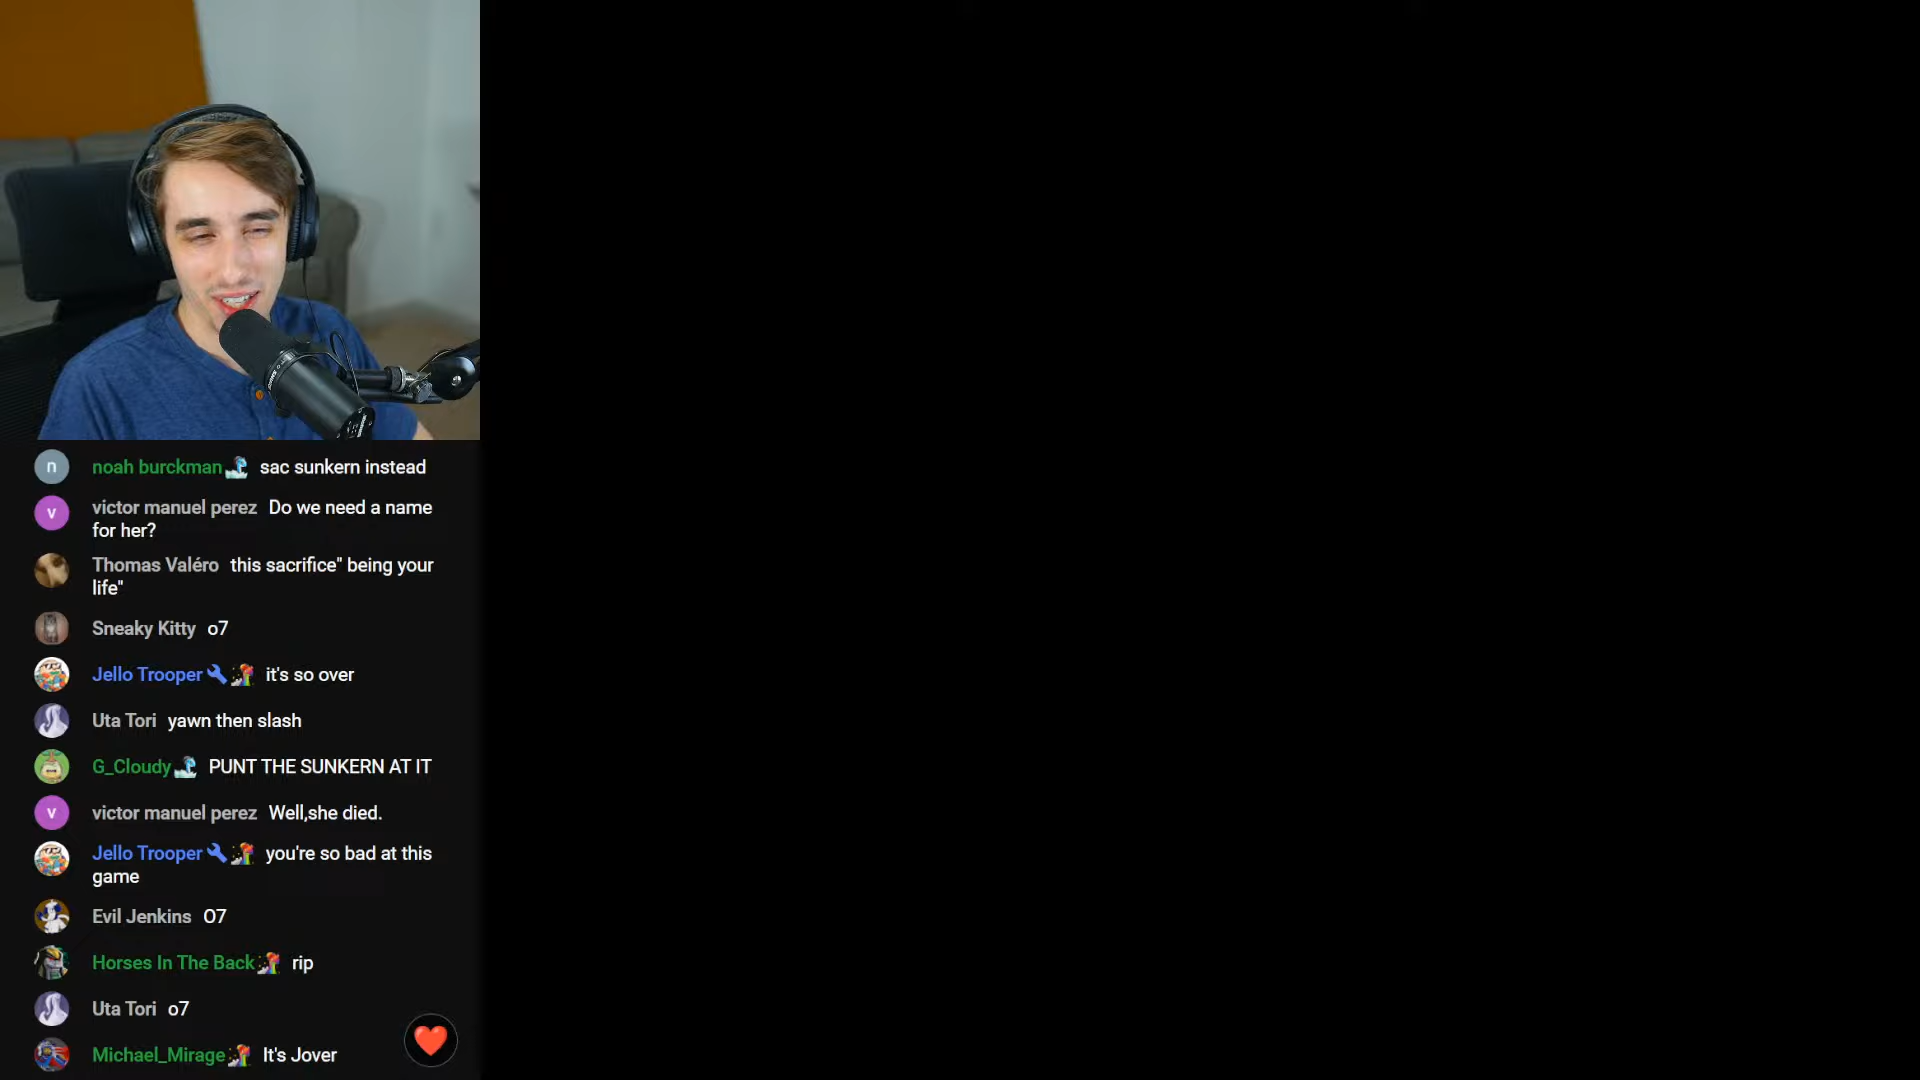 n
noah burckman sac sunkern instead
v
victor manuel perez Do we need a name
for her?
Thomas Valéro this sacrifice" being your
life"
Sneaky Kitty o7
Jello Trooper it's so over
Uta Tori yawn then slash
G_Cloudy PUNT THE SUNKERN AT IT
v
victor manuel perez Well,she died.
Jello Trooper you're so bad at this
game
Evil Jenkins O7
Horses In The Back rip
Uta Tori o7
Michael_Mirage It's Jover